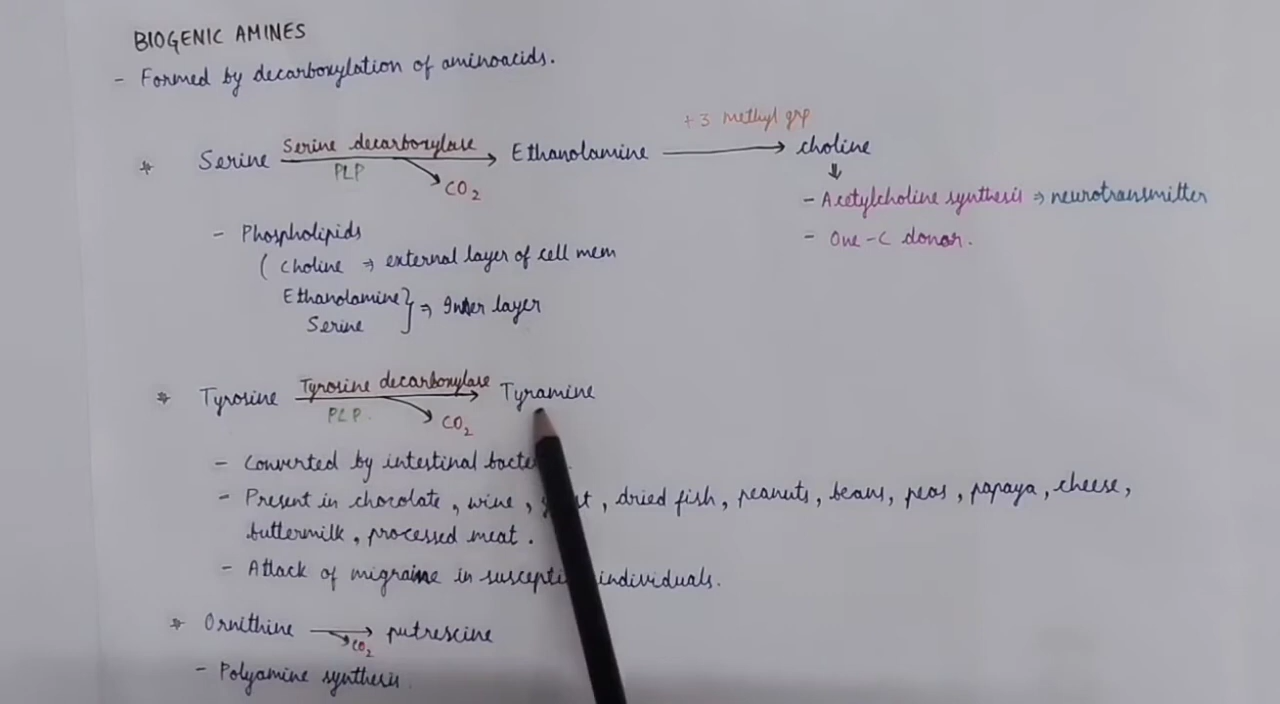 BIOGENIC AMINES
- Formed by decarboxylation of aminoacids.
+3 Methyl grp
* Serine Serine decarboxylase Ethanolamine choline
PLP CO2
- Acetylcholine synthesis ⇒ neurotransmitter
- One-C donor.
- Phospholipids
( Choline ⇒ external layer of cell mem
Ethanolamine
Serine } ⇒ Inner layer
* Tyrosine Tyrosine decarboxylase Tyramine
PLP. CO2
- Converted by intestinal
- Present in chocolate, wine, , dried fish, peanuts, beans, peas, papaya, cheese,
buttermilk, processed meat.
- Attack of migraine in individuals.
* Ornithine → putrescine
CO2
- Polyamine synthesis.